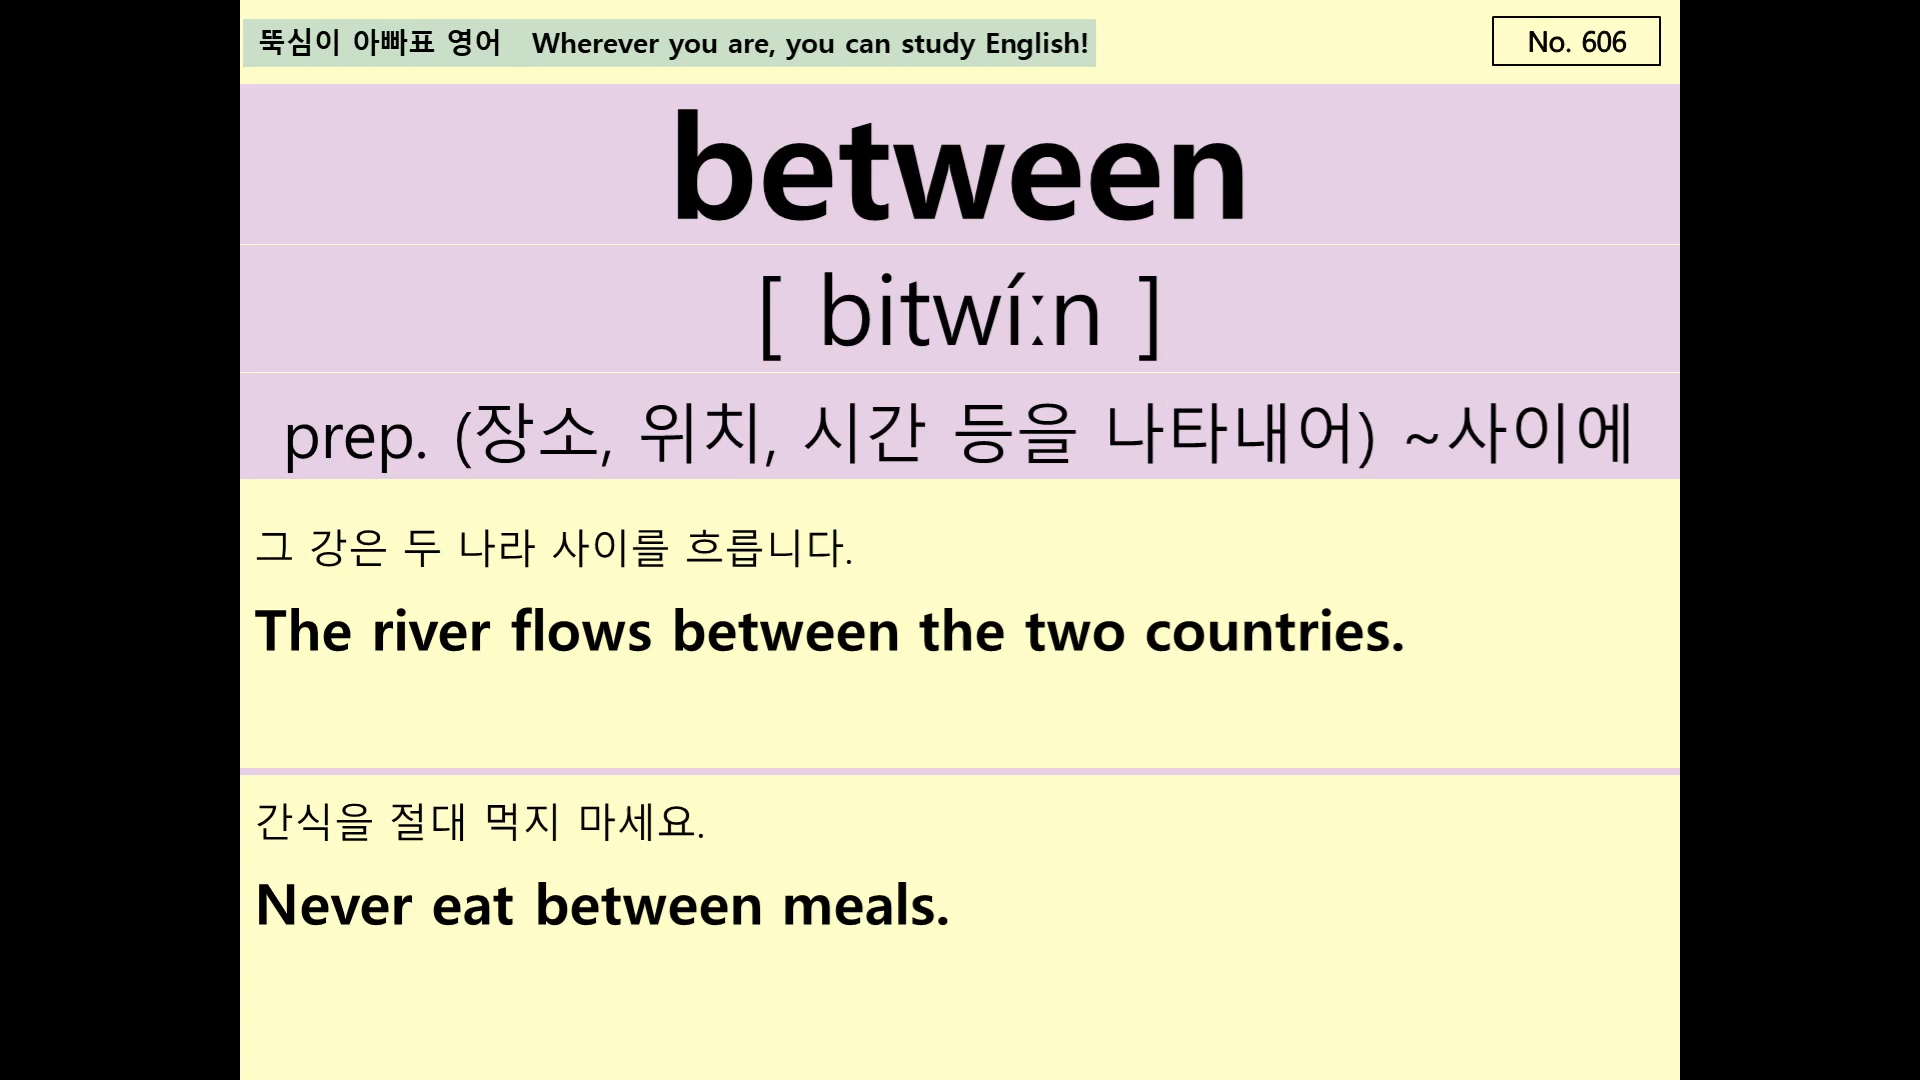 뚝심이 아빠표 영어 Wherever you are, you can study English!
No. 606
between
[ bitwíːn ]
prep. (장소, 위치, 시간 등을 나타내어) ~사이에
그 강은 두 나라 사이를 흐릅니다.
The river flows between the two countries.
간식을 절대 먹지 마세요.
Never eat between meals.